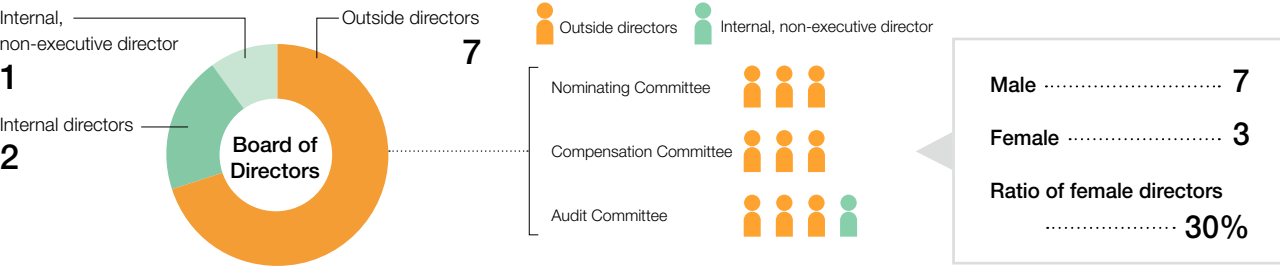 Internal,
non-executive director
1
Internal directors
2
Outside directors
7
Board of
Directors
Outside directors
Internal, non-executive director
Nominating Committee
Compensation Committee
Audit Committee
Male 7
Female 3
Ratio of female directors
30%